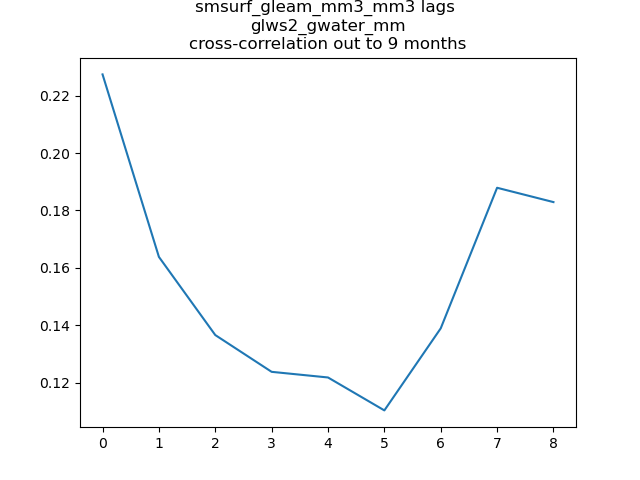 smsurf_gleam_mm3_mm3 lags
glws2_gwater_mm
cross-correlation out to 9 months
0.22
0.20
0.18
0.16
0.14
0.12
0 1 2 3 4 5 6 7 8